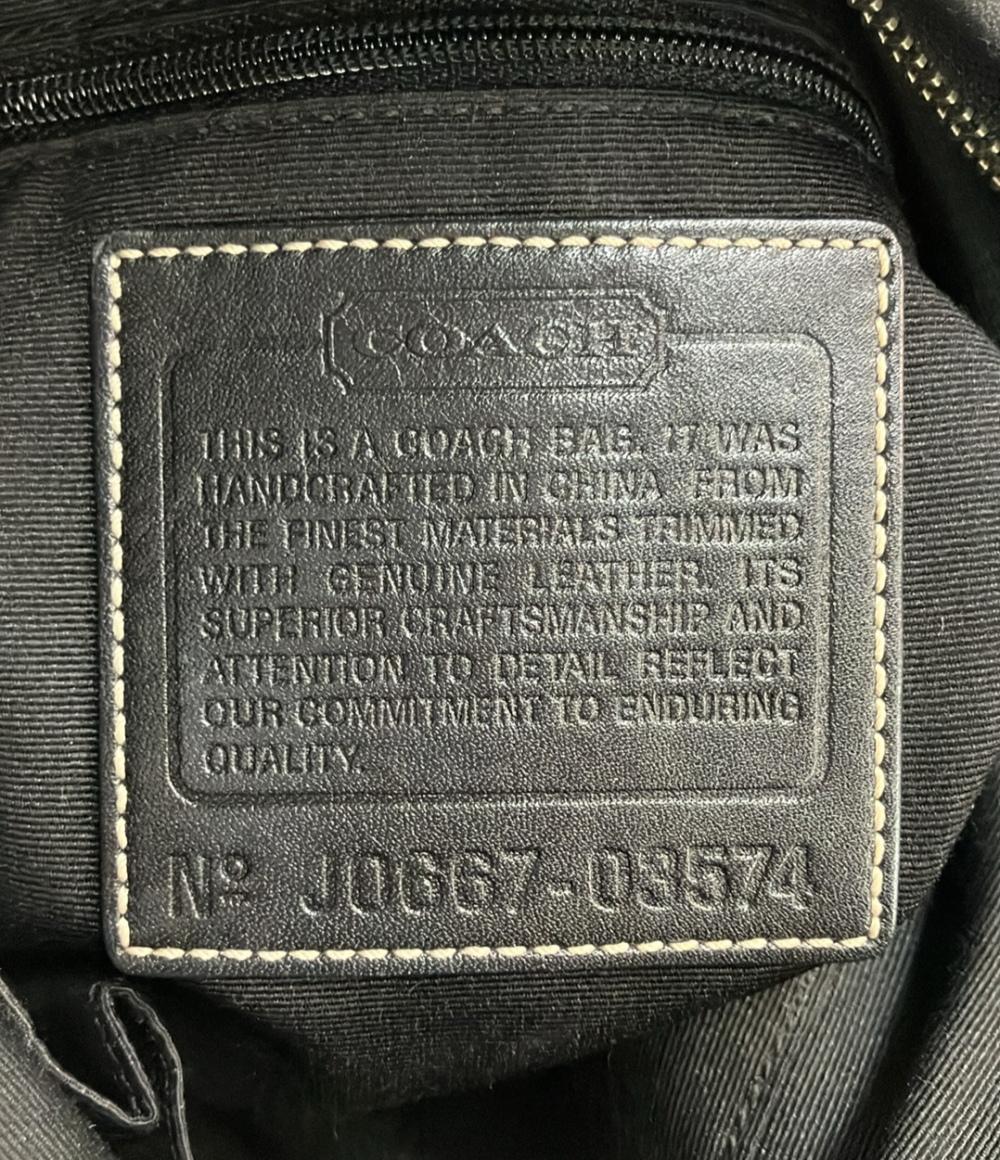 COACH
THIS IS A COACH BAG. IT WAS
HANDCRAFTED IN CHINA FROM
THE FINEST MATERIALS TRIMMED
WITH GENUINE LEATHER. ITS
SUPERIOR CRAFTSMANSHIP AND
ATTENTION TO DETAIL REFLECT
OUR COMMITMENT TO ENDURING
QUALITY.
Nº J0667-03574